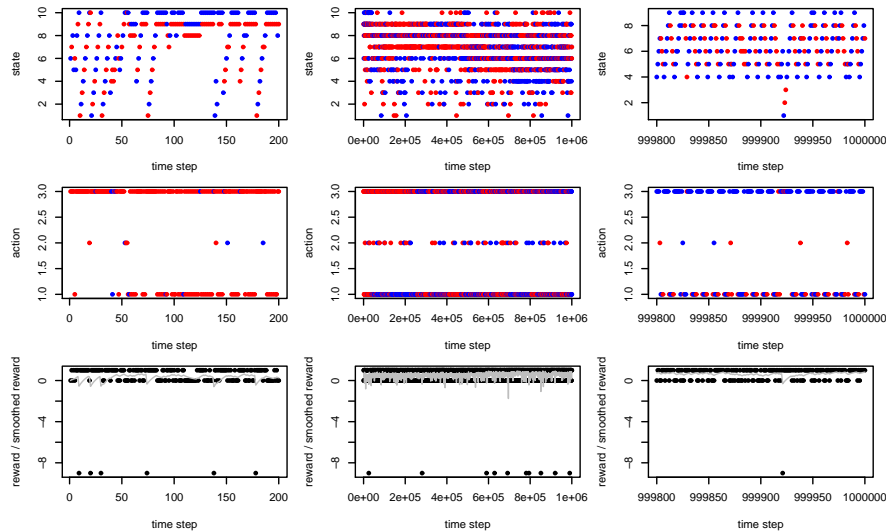 state
2 4 6 8 10
0 50 100 150 200
time step
state
2 4 6 8 10
0e+00 2e+05 4e+05 6e+05 8e+05 1e+06
time step
state
2 4 6 8
999800 999850 999900 999950 1000000
time step
action
1.0 1.5 2.0 2.5 3.0
0 50 100 150 200
time step
action
1.0 1.5 2.0 2.5 3.0
0e+00 2e+05 4e+05 6e+05 8e+05 1e+06
time step
action
1.0 1.5 2.0 2.5 3.0
999800 999850 999900 999950 1000000
time step
reward / smoothed reward
-8 -4 0
0 50 100 150 200
time step
reward / smoothed reward
-8 -4 0
0e+00 2e+05 4e+05 6e+05 8e+05 1e+06
time step
reward / smoothed reward
-8 -4 0
999800 999850 999900 999950 1000000
time step